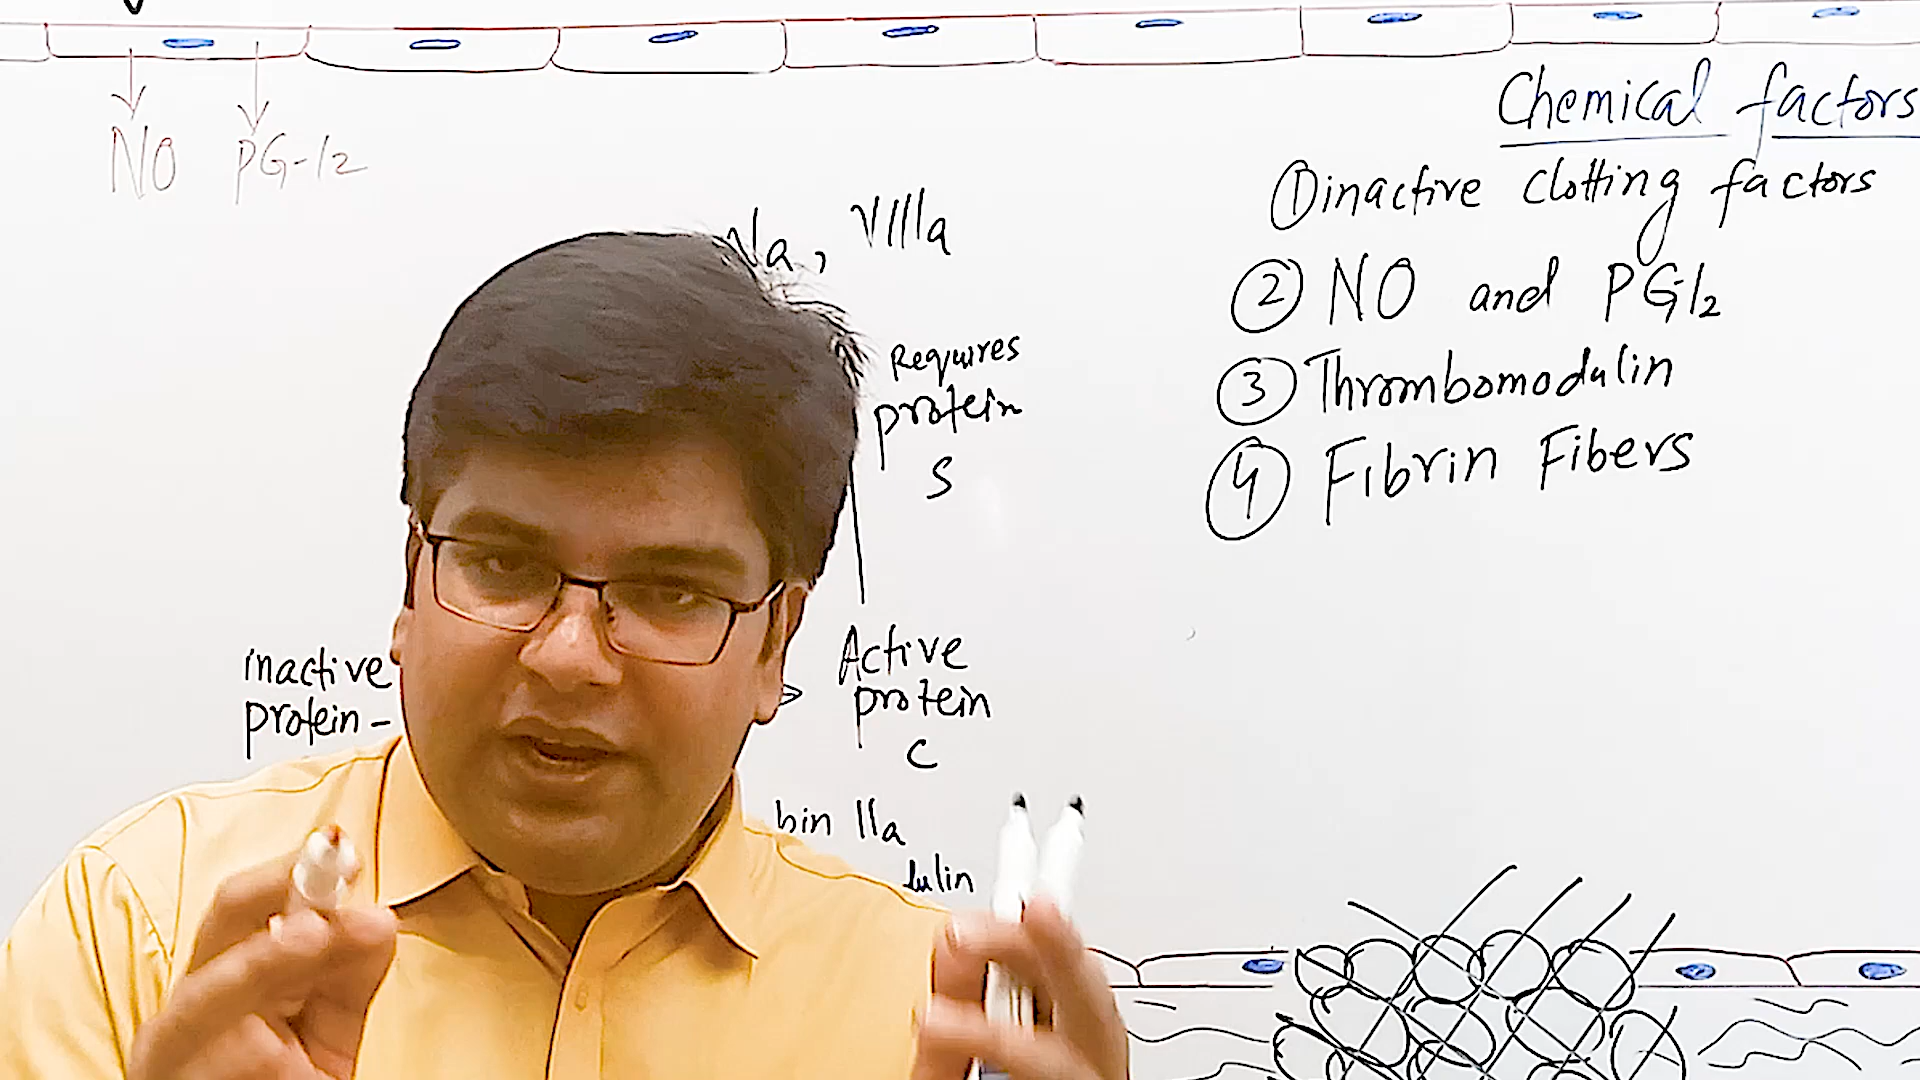 NO PG-I2
Va, VIIIa
Requires
protein
S
inactive
protein -
Active
protein
C
bin IIa
dulin
Chemical factors
① inactive clotting factors
② NO and PGI2
③ Thrombomodulin
④ Fibrin Fibers